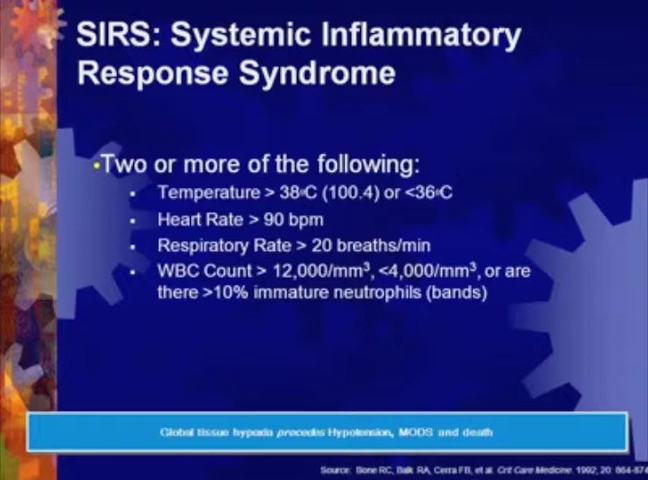 SIRS: Systemic Inflammatory
Response Syndrome
•Two or more of the following:
▪ Temperature > 38°C (100.4) or <36°C
▪ Heart Rate > 90 bpm
▪ Respiratory Rate > 20 breaths/min
▪ WBC Count > 12,000/mm³, <4,000/mm³, or are
there >10% immature neutrophils (bands)
Global tissue hypoxia precedes Hypotension, MODS and death
Source: Bone RC, Balk RA, Cerra FB, et al. Crit Care Medicine. 1992; 20: 864-874